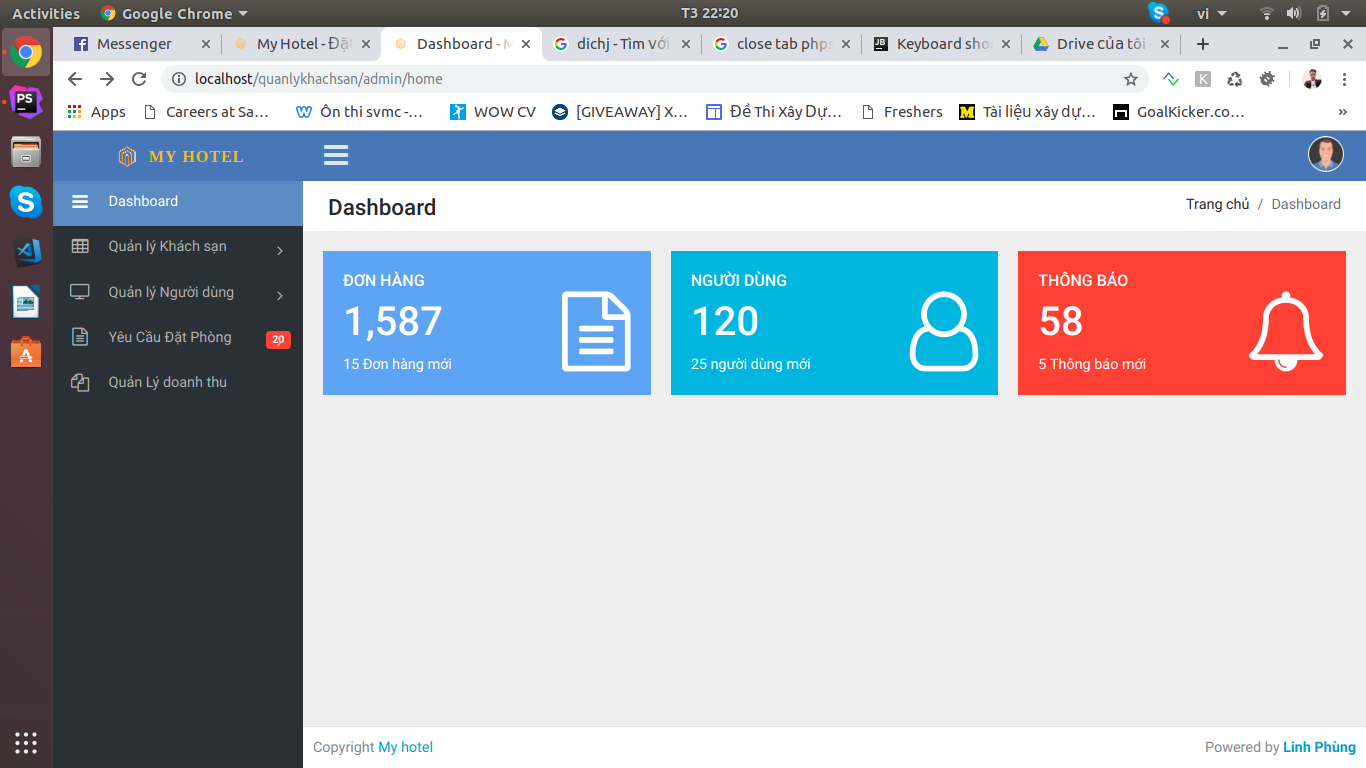 Activities Google Chrome T3 22:20 vi
Messenger My Hotel - Đặt Dashboard - M dichj - Tìm với close tab phps Keyboard sho Drive của tôi
localhost/quanlykhachsan/admin/home
Apps Careers at Sa... Ôn thi svmc -... WOW CV [GIVEAWAY] X... Đề Thi Xây Dự... Freshers Tài liệu xây dự... GoalKicker.co... »
MY HOTEL
Dashboard
Quản lý Khách sạn
Quản lý Người dùng
Yêu Cầu Đặt Phòng 20
Quản Lý doanh thu
Dashboard
Trang chủ / Dashboard
ĐƠN HÀNG
1,587
15 Đơn hàng mới
NGƯỜI DÙNG
120
25 người dùng mới
THÔNG BÁO
58
5 Thông báo mới
Copyright My hotel
Powered by Linh Phùng